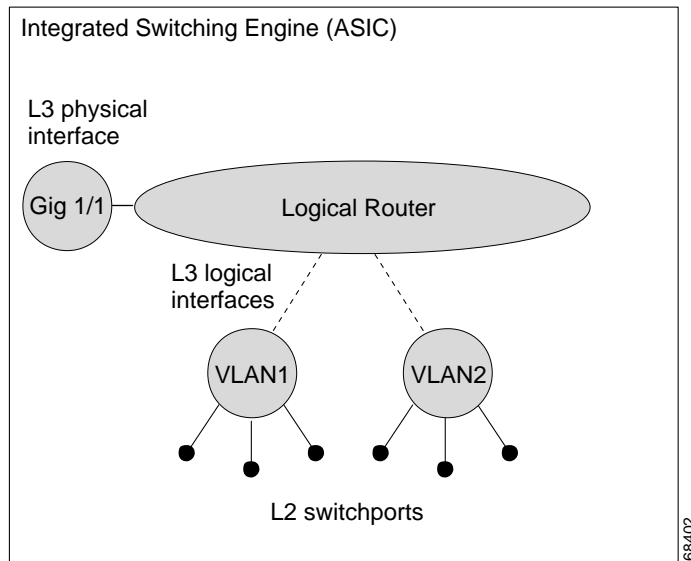 Integrated Switching Engine (ASIC)
L3 physical
interface
Gig 1/1
Logical Router
L3 logical
interfaces
VLAN1
VLAN2
L2 switchports
68402